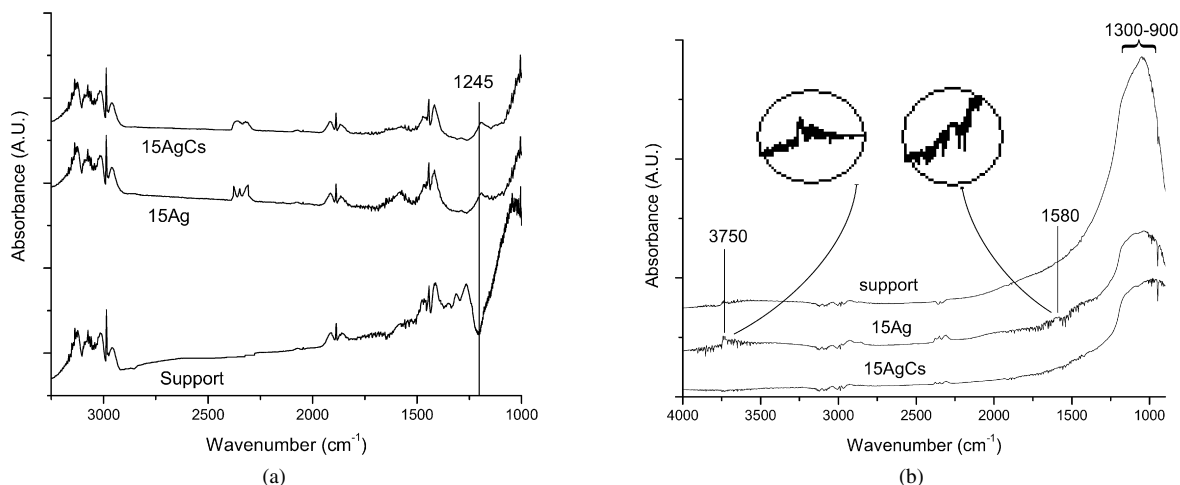 1245
15AgCs
15Ag
Support
Absorbance (A.U.)
3000 2500 2000 1500 1000
Wavenumber (cm-1)
(a)
1300-900
3750
1580
support
15Ag
15AgCs
Absorbance (A.U.)
4000 3500 3000 2500 2000 1500 1000
Wavenumber (cm-1)
(b)